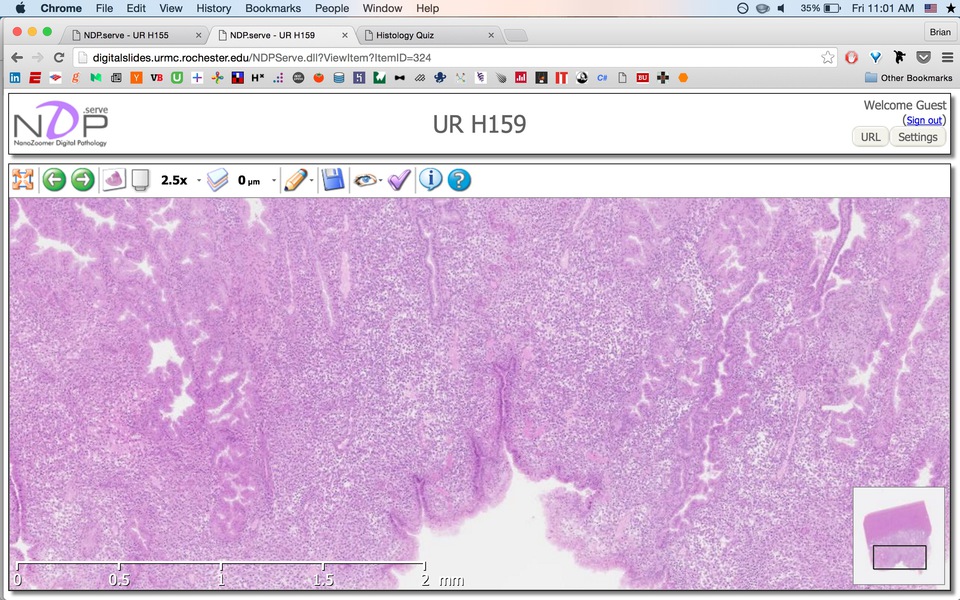 Chrome File Edit View History Bookmarks People Window Help 35% Fri 11:01 AM
NDP.serve - UR H155 NDP.serve - UR H159 Histology Quiz Brian
digitalslides.urmc.rochester.edu/NDPServe.dll?ViewItem?ItemID=324
Other Bookmarks
NDP .serve
NanoZoomer Digital Pathology
UR H159
Welcome Guest
(Sign out)
URL Settings
2.5x 0 µm
0 0.5 1 1.5 2 mm